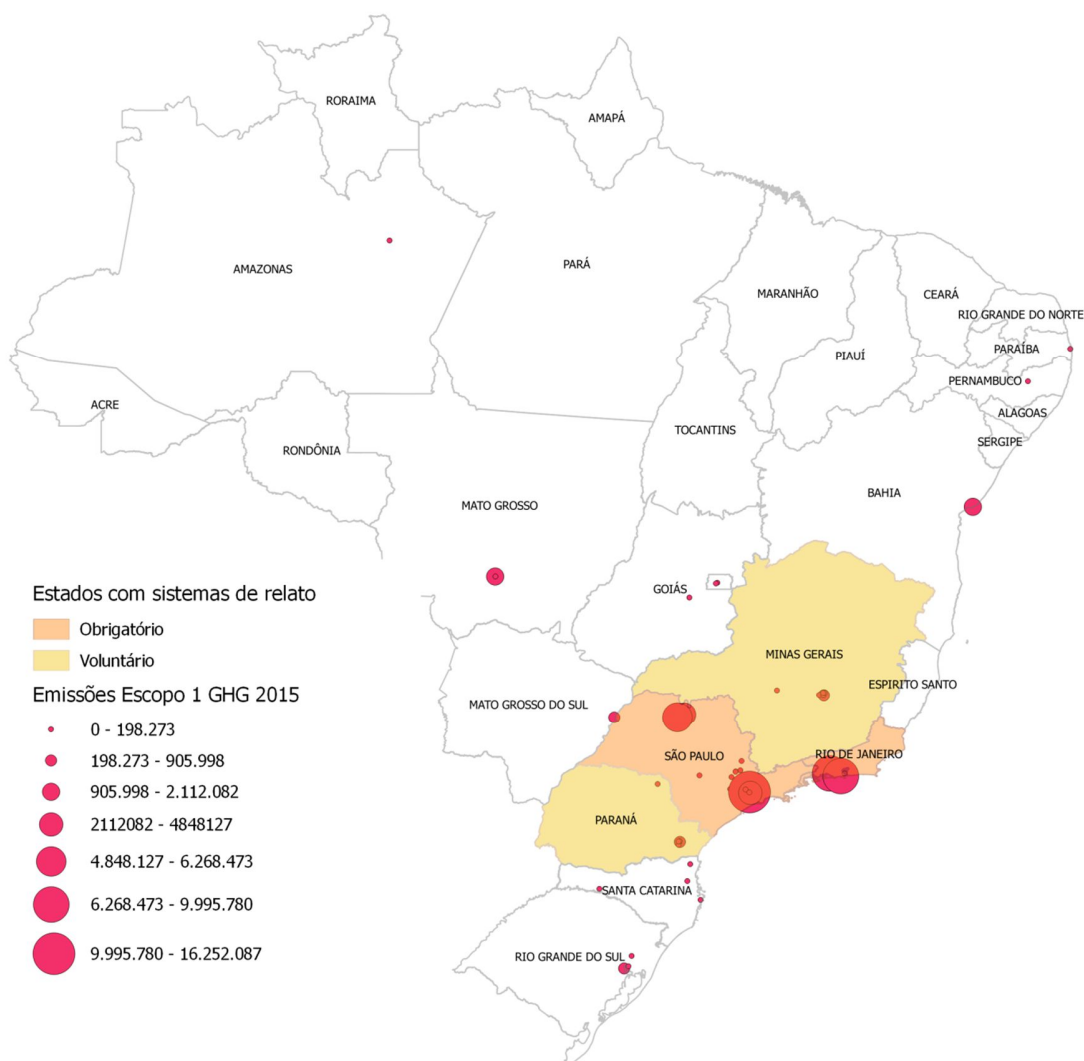 RORAIMA
AMAPÁ
AMAZONAS
PARÁ
MARANHÃO
CEARÁ
RIO GRANDE DO NORTE
PARAÍBA
PIAUÍ
PERNAMBUCO
ACRE
ALAGOAS
TOCANTINS
SERGIPE
RONDÔNIA
BAHIA
MATO GROSSO
GOIÁS
Estados com sistemas de relato
Obrigatório
Voluntário
MINAS GERAIS
ESPIRITO SANTO
Emissões Escopo 1 GHG 2015
MATO GROSSO DO SUL
0 - 198.273
SÃO PAULO
RIO DE JANEIRO
198.273 - 905.998
905.998 - 2.112.082
2112082 - 4848127
PARANÁ
4.848.127 - 6.268.473
SANTA CATARINA
6.268.473 - 9.995.780
9.995.780 - 16.252.087
RIO GRANDE DO SUL